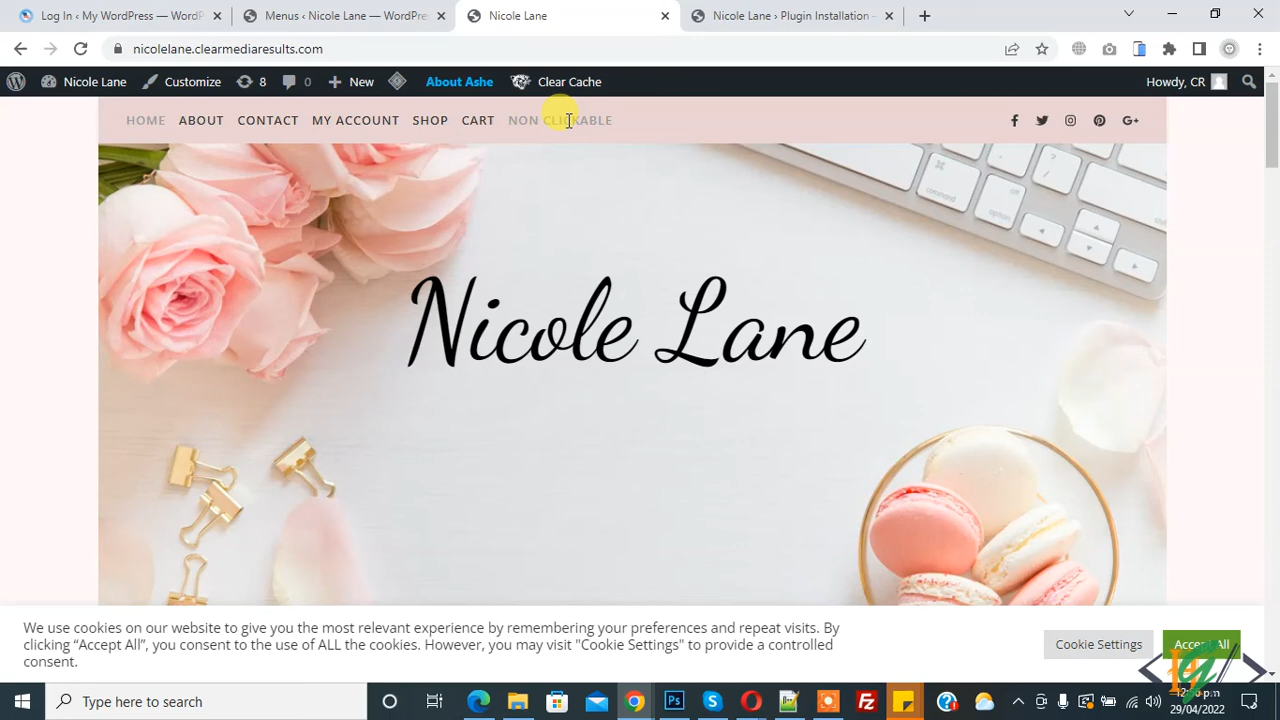 Log In ‹ My WordPress — WordP
Menus ‹ Nicole Lane — WordPres
Nicole Lane
Nicole Lane › Plugin Installation –
nicolelane.clearmediaresults.com
Nicole Lane
Customize
8
0
New
About Ashe
Clear Cache
Howdy, CR
HOME
ABOUT
CONTACT
MY ACCOUNT
SHOP
CART
NON CLICKABLE
command
option
Nicole Lane
We use cookies on our website to give you the most relevant experience by remembering your preferences and repeat visits. By
clicking “Accept All”, you consent to the use of ALL the cookies. However, you may visit "Cookie Settings" to provide a controlled
consent.
Cookie Settings
Accept All
Type here to search
29/04/2022